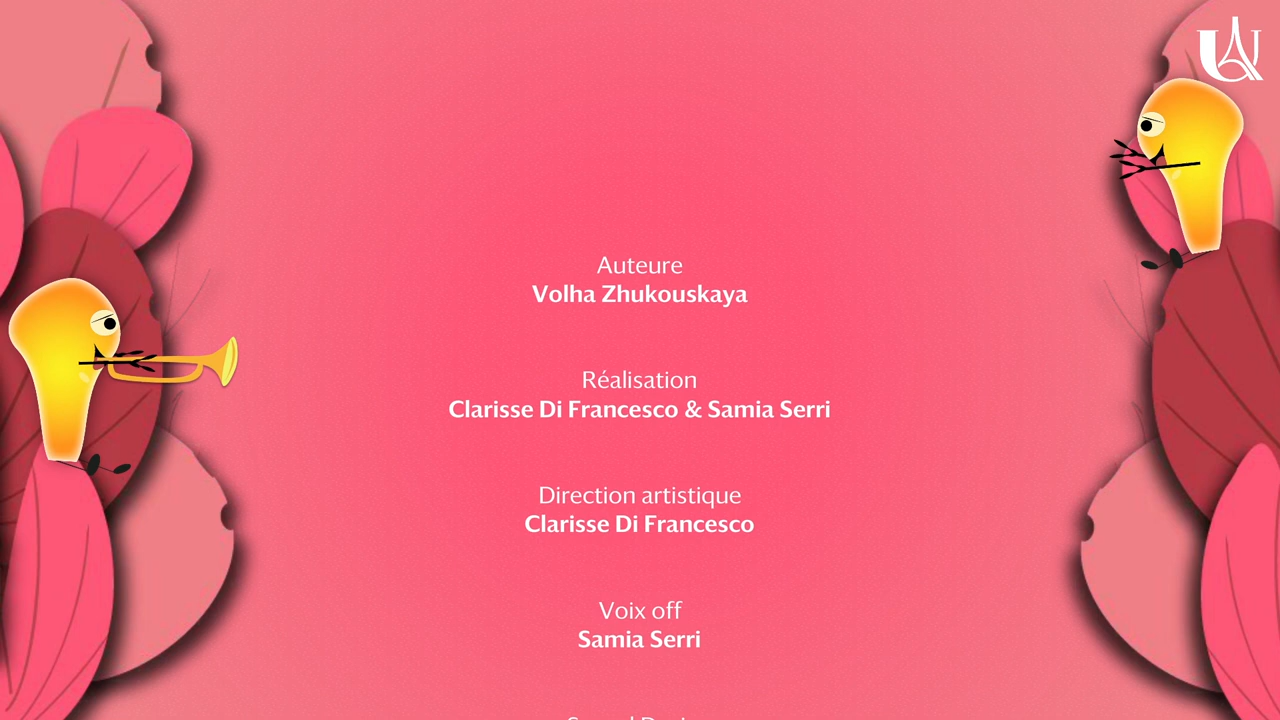 Auteure
Volha Zhukouskaya
Réalisation
Clarisse Di Francesco & Samia Serri
Direction artistique
Clarisse Di Francesco
Voix off
Samia Serri